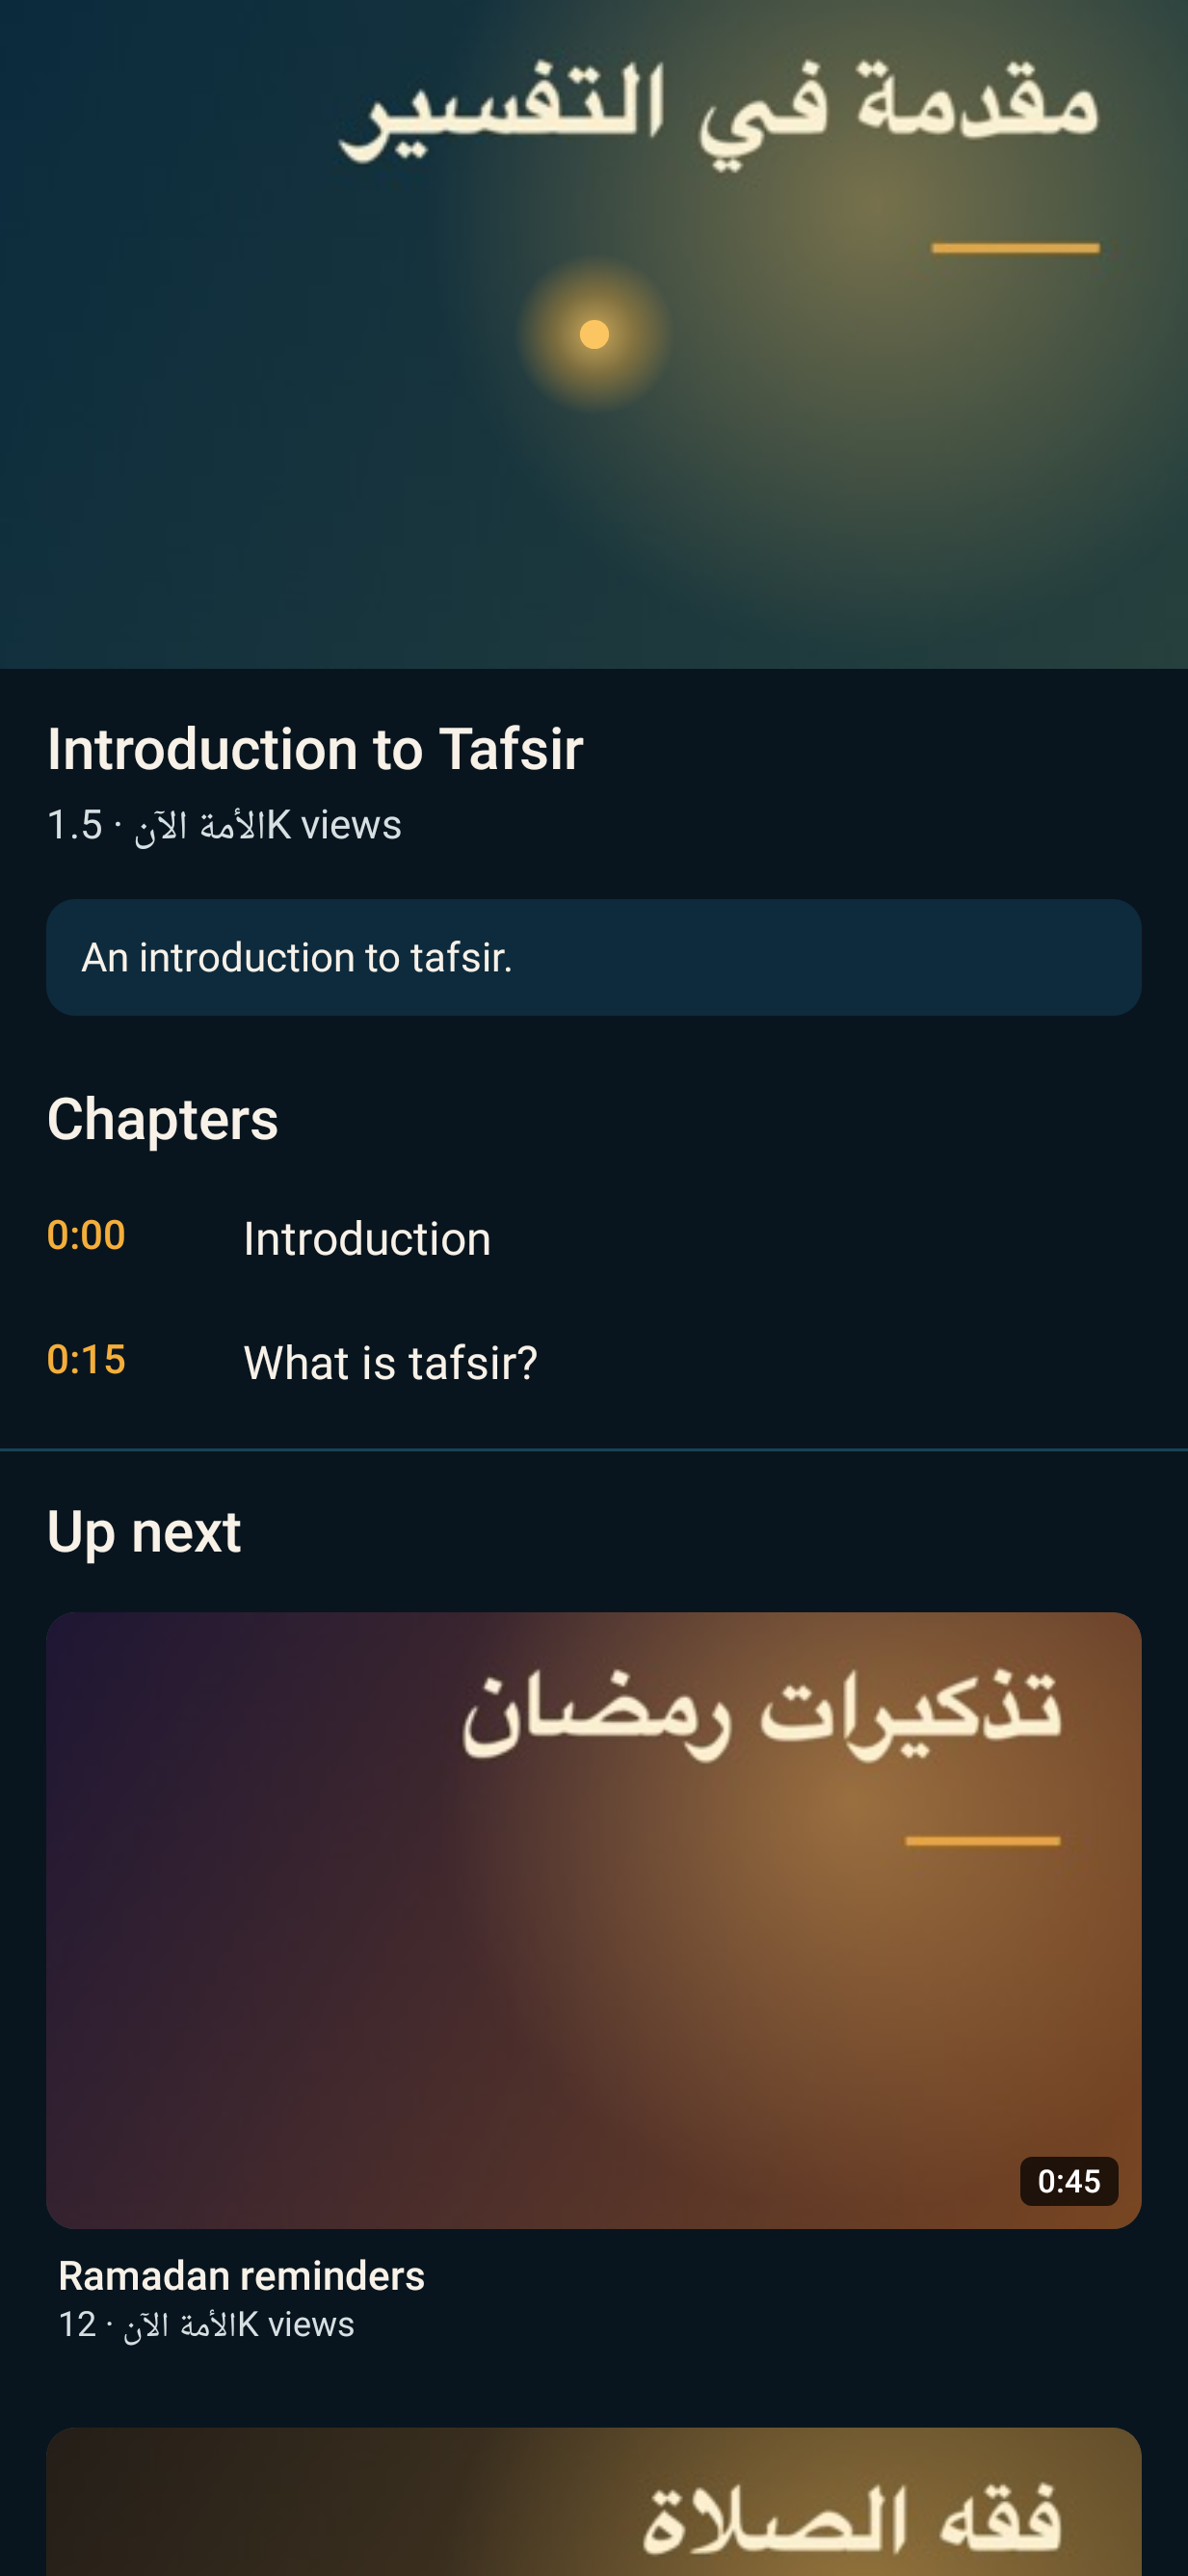 مقدمة في التفسير
Introduction to Tafsir
1.5 · الأمة الآنK views
An introduction to tafsir.
Chapters
0:00 Introduction
0:15 What is tafsir?
Up next
تذكيرات رمضان
0:45
Ramadan reminders
12 · الأمة الآنK views
فقه الصلاة